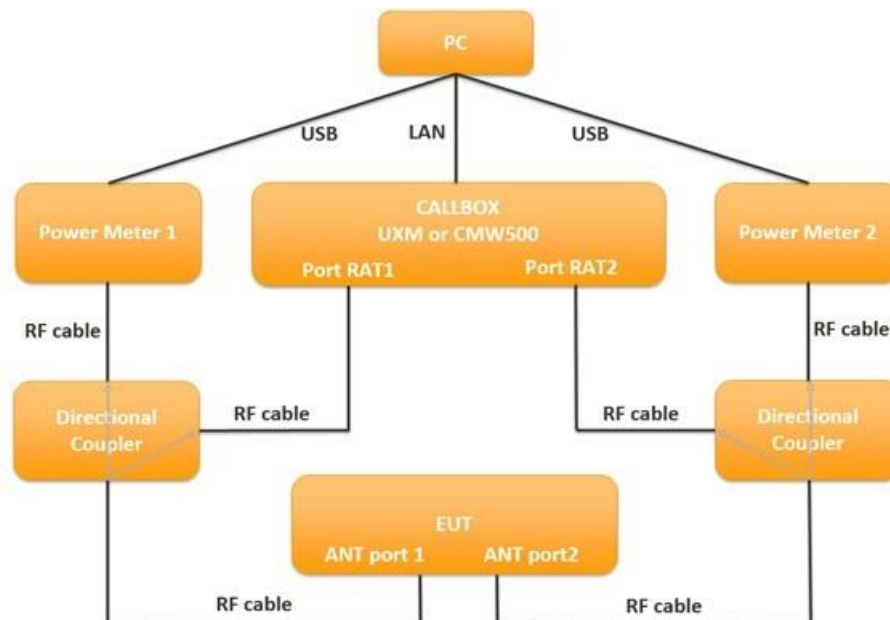 PC
USB
LAN
USB
Power Meter 1
CALLBOX
UXM or CMW500
Port RAT1
Port RAT2
Power Meter 2
RF cable
RF cable
Directional
Coupler
RF cable
RF cable
Directional
Coupler
EUT
ANT port 1
ANT port2
RF cable
RF cable